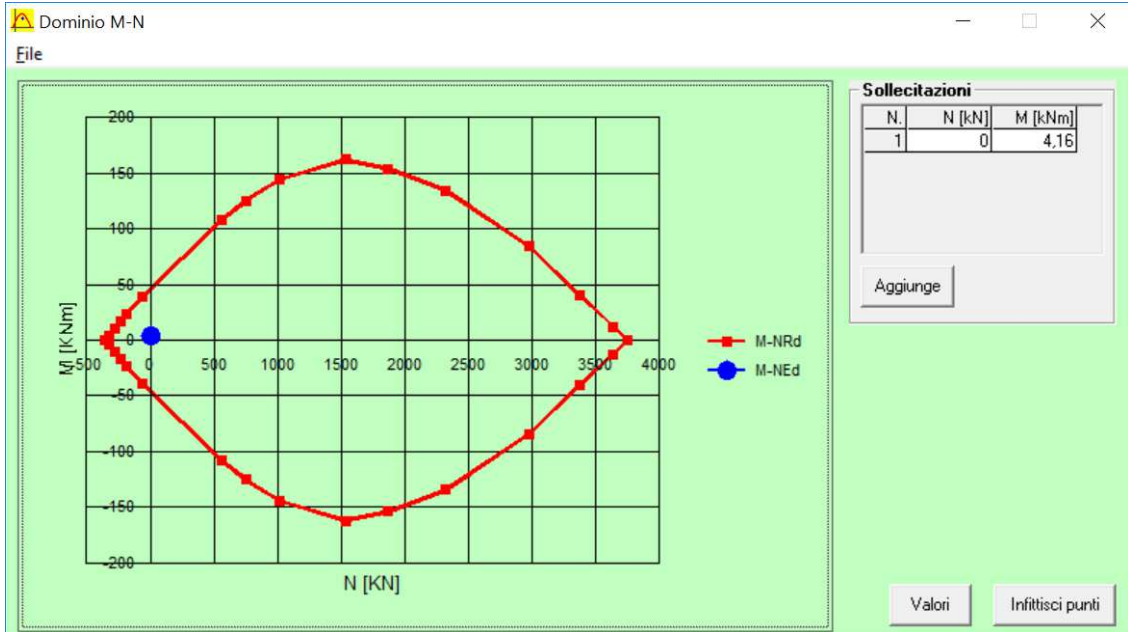 Dominio M-N
File
200
150
100
50
0
-50
-100
-150
-200
M [KNm]
-500 0 500 1000 1500 2000 2500 3000 3500 4000
N [KN]
M-NRd
M-NEd
Sollecitazioni
N. N [kN] M [kNm]
1 0 4,16
Aggiunge
Valori Infittisci punti